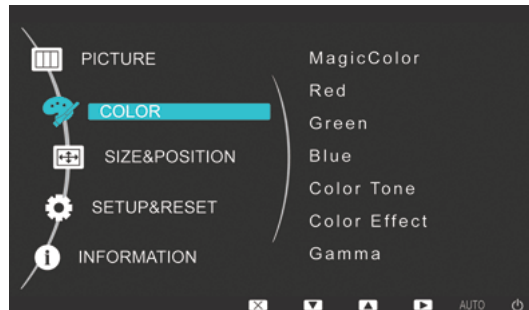 PICTURE
COLOR
SIZE&POSITION
SETUP&RESET
INFORMATION
MagicColor
Red
Green
Blue
Color Tone
Color Effect
Gamma
AUTO